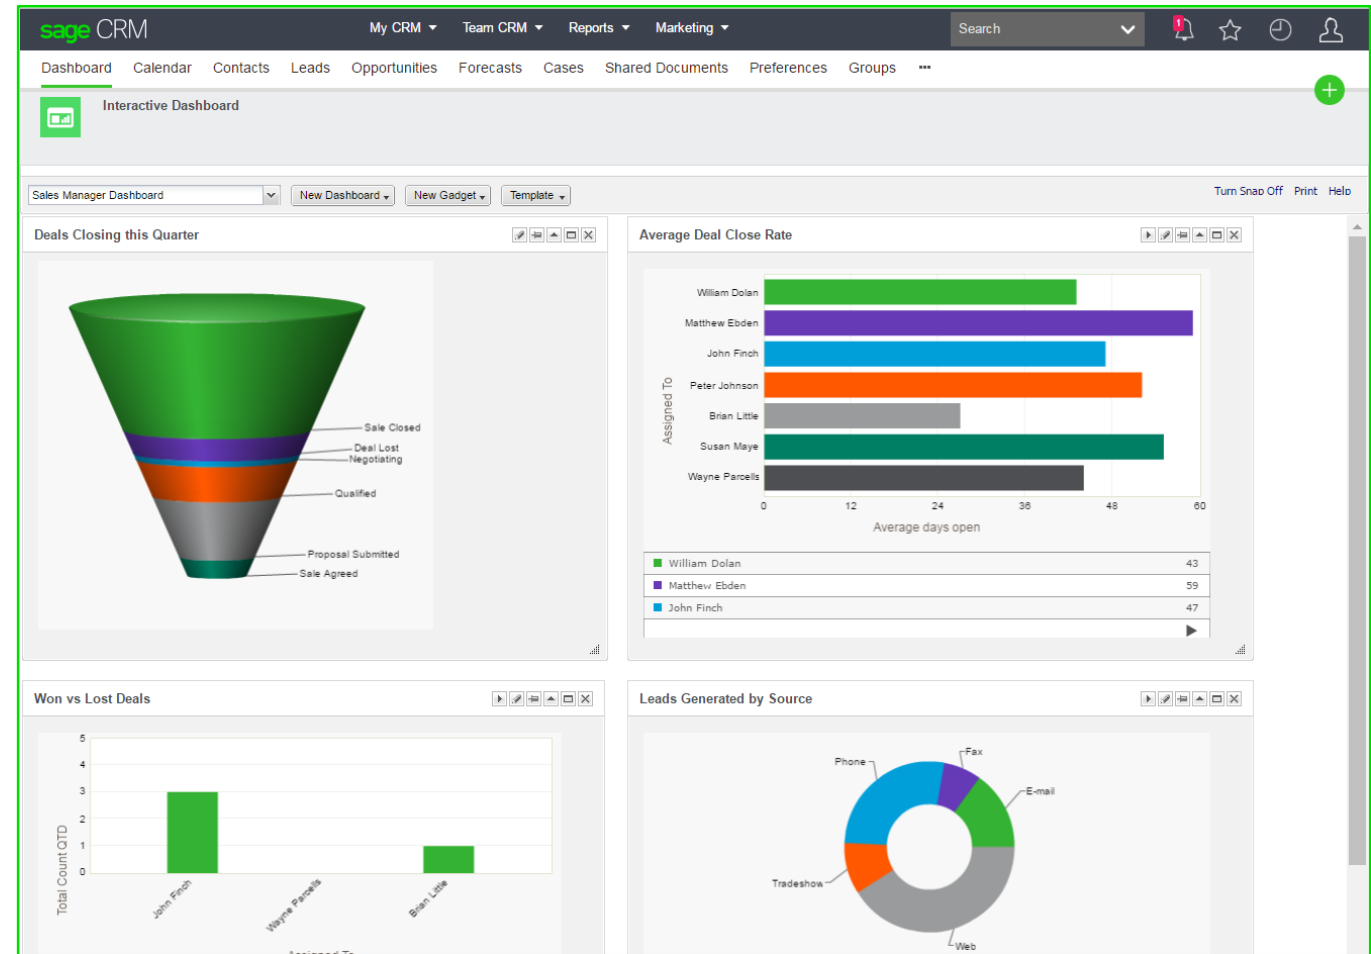 sage CRM
My CRM
Team CRM
Reports
Marketing
Search
1
Dashboard
Calendar
Contacts
Leads
Opportunities
Forecasts
Cases
Shared Documents
Preferences
Groups
Interactive Dashboard
Sales Manager Dashboard
New Dashboard
New Gadget
Template
Turn Snap Off
Print
Help
Deals Closing this Quarter
Sale Closed
Deal Lost
Negotiating
Qualified
Proposal Submitted
Sale Agreed
Average Deal Close Rate
Assigned To
William Dolan
Matthew Ebden
John Finch
Peter Johnson
Brian Little
Susan Maye
Wayne Parcells
0 12 24 36 48 60
Average days open
William Dolan 43
Matthew Ebden 59
John Finch 47
Won vs Lost Deals
Total Count QTD
5
4
3
2
1
0
John Finch
Wayne Parcells
Brian Little
Assigned To
Leads Generated by Source
Phone
Fax
E-mail
Tradeshow
Web